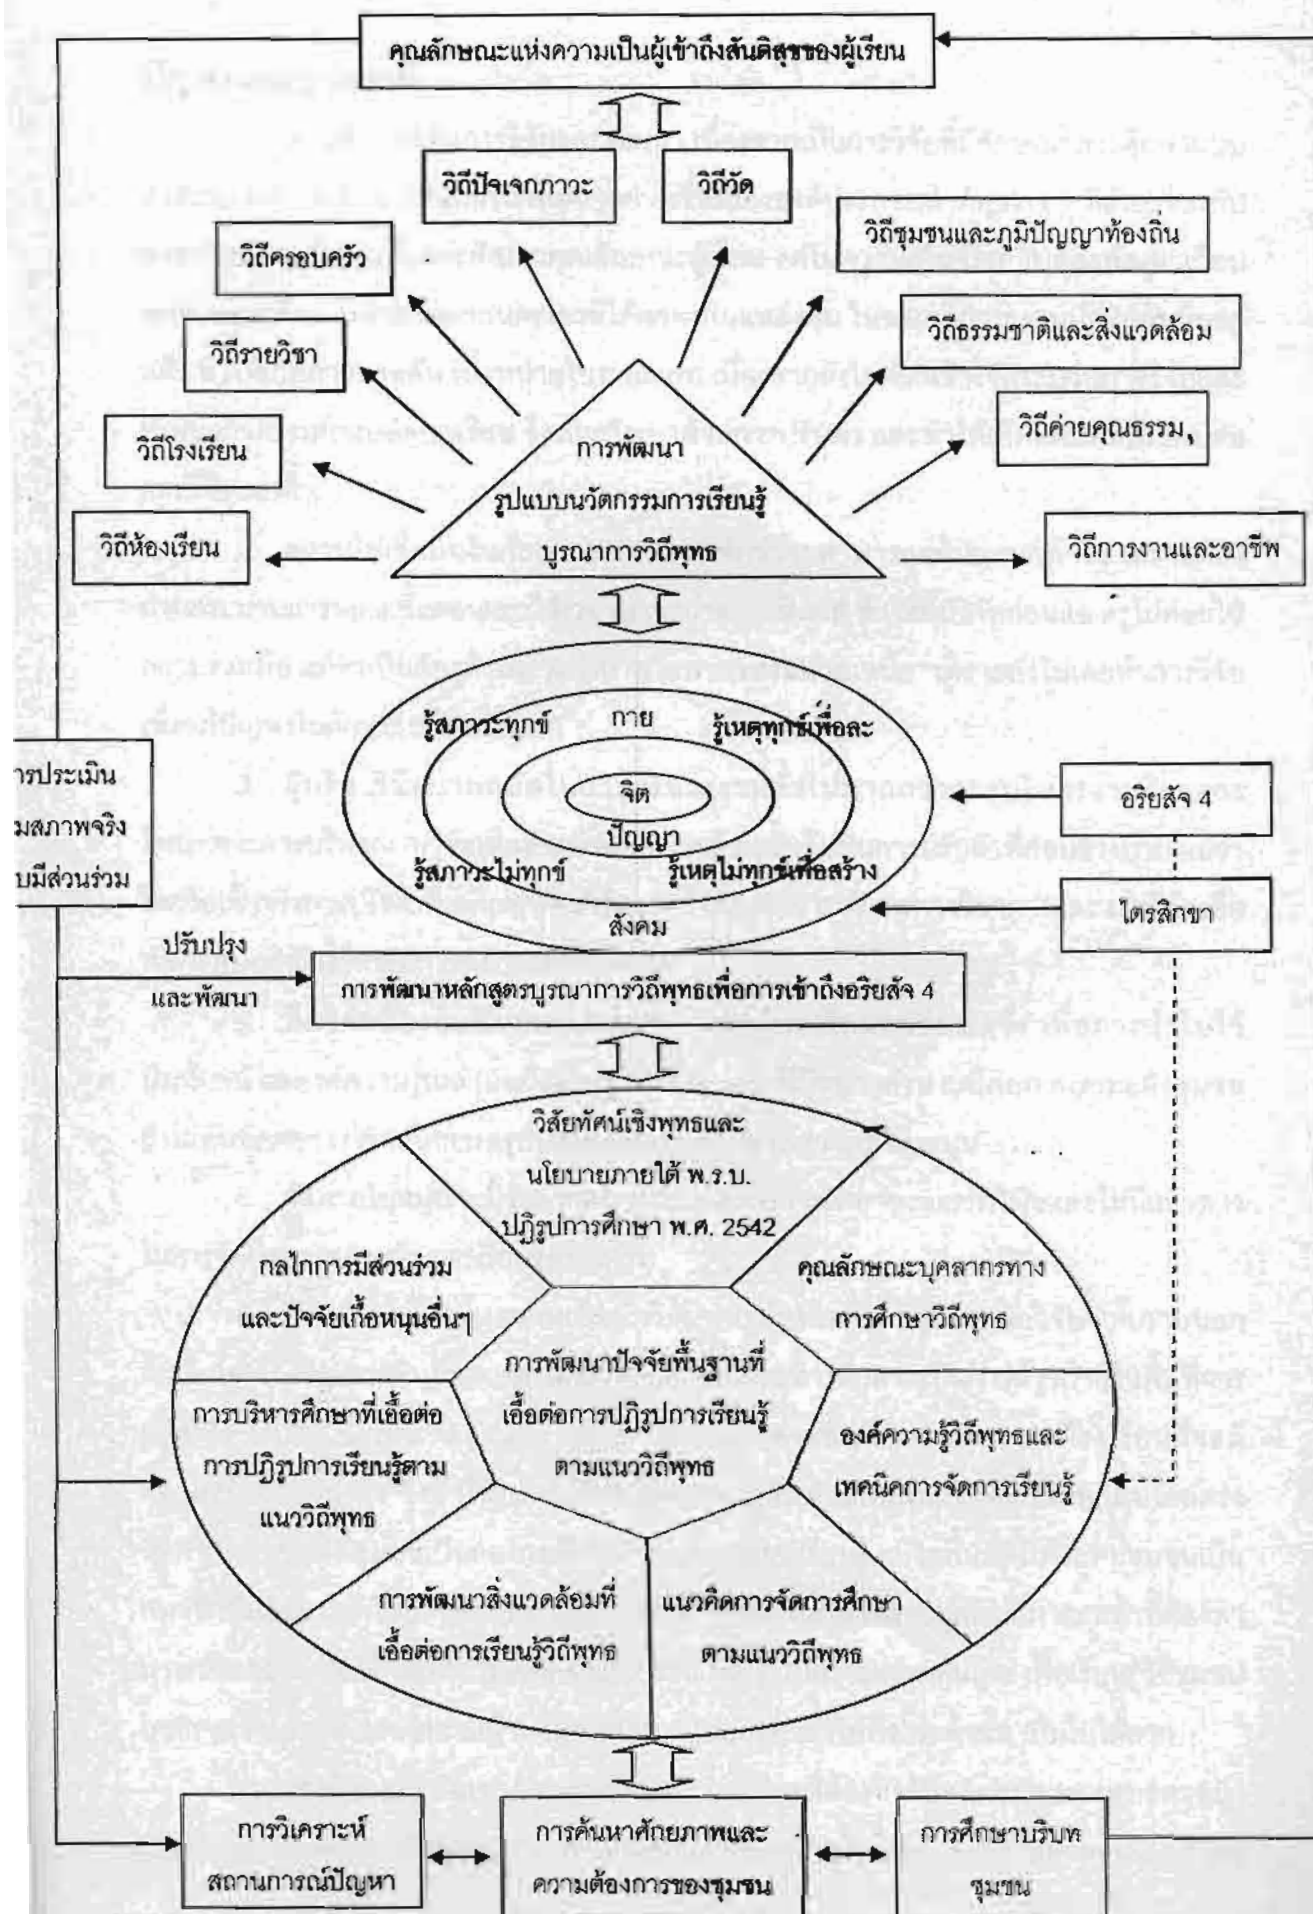 คุณลักษณะแห่งความเป็นผู้เข้าถึงสันติสุขของผู้เรียน
วิถีปัจเจกภาวะ
วิถีวัด
วิถีครอบครัว
วิถีชุมชนและภูมิปัญญาท้องถิ่น
วิถีรายวิชา
วิถีธรรมชาติและสิ่งแวดล้อม
วิถีโรงเรียน
วิถีค่ายคุณธรรม,
วิถีห้องเรียน
วิถีการงานและอาชีพ
การพัฒนา
รูปแบบนวัตกรรมการเรียนรู้
บูรณาการวิถีพุทธ
รู้สภาวะทุกข์
กาย
รู้เหตุทุกข์เพื่อละ
จิต
ปัญญา
รู้สภาวะไม่ทุกข์
รู้เหตุไม่ทุกข์เพื่อสร้าง
สังคม
อริยสัจ 4
ไตรสิกขา
ารประเมิน
มสภาพจริง
บมีส่วนร่วม
ปรับปรุง
และพัฒนา
การพัฒนาหลักสูตรบูรณาการวิถีพุทธเพื่อการเข้าถึงอริยสัจ 4
วิสัยทัศน์เชิงพุทธและ
นโยบายภายใต้ พ.ร.บ.
ปฏิรูปการศึกษา พ.ศ. 2542
กลไกการมีส่วนร่วม
และปัจจัยเกื้อหนุนอื่นๆ
คุณลักษณะบุคลากรทาง
การศึกษาวิถีพุทธ
การพัฒนาปัจจัยพื้นฐานที่
เอื้อต่อการปฏิรูปการเรียนรู้
ตามแนววิถีพุทธ
การบริหารศึกษาที่เอื้อต่อ
การปฏิรูปการเรียนรู้ตาม
แนววิถีพุทธ
องค์ความรู้วิถีพุทธและ
เทคนิคการจัดการเรียนรู้
การพัฒนาสิ่งแวดล้อมที่
เอื้อต่อการเรียนรู้วิถีพุทธ
แนวคิดการจัดการศึกษา
ตามแนววิถีพุทธ
การวิเคราะห์
สถานการณ์ปัญหา
การค้นหาศักยภาพและ
ความต้องการของชุมชน
การศึกษาบริบท
ชุมชน